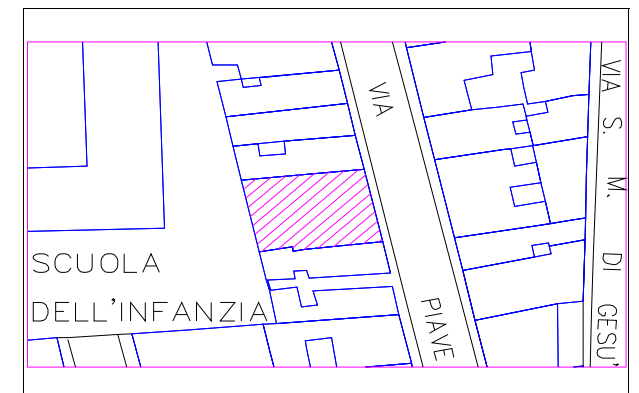 VIA PIAVE
VIA S. M. DI GESU'
SCUOLA
DELL'INFANZIA